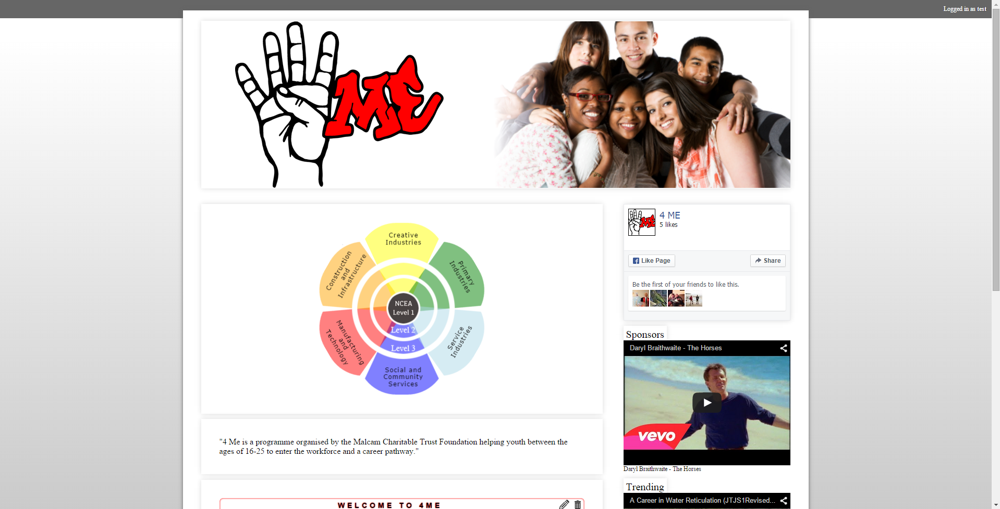 Logged in as test
ME
4 ME
5 likes
Like Page
Share
Be the first of your friends to like this.
Creative
Industries
Primary
Industries
Service
Industries
Social and
Community
Services
Manufacturing
and
Technology
Construction
and
Infrastructure
NCEA
Level 1
Level 2
Level 3
"4 Me is a programme organised by the Malcam Charitable Trust Foundation helping youth between the
ages of 16-25 to enter the workforce and a career pathway."
WELCOME TO 4ME
Sponsors
Daryl Braithwaite - The Horses
vevo
Daryl Braithwaite - The Horses
Trending
A Career in Water Reticulation (JTJS1Revised...